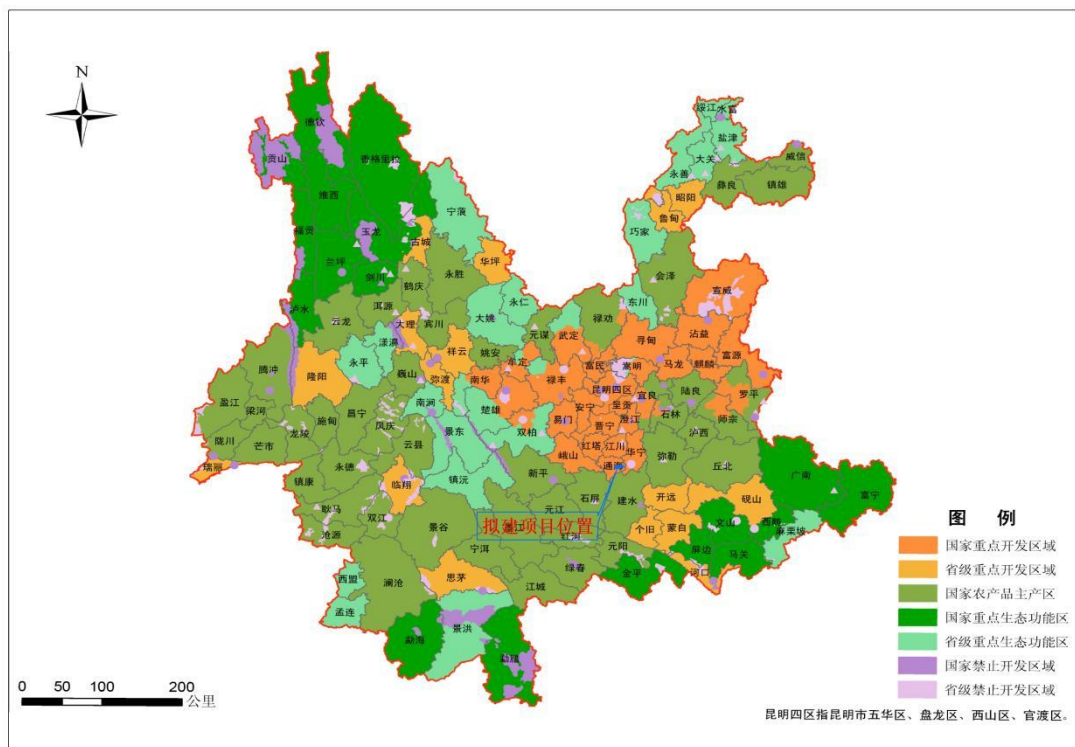 N
绥江
水富
盐津
大关
永善
威信
彝良
镇雄
昭阳
鲁甸
巧家
会泽
德钦
贡山
香格里拉
维西
福贡
玉龙
兰坪
剑川
宁蒗
古城
华坪
永胜
鹤庆
泸水
云龙
洱源
大理
宾川
漾濞
永平
祥云
弥渡
巍山
大姚
永仁
姚安
元谋
武定
禄劝
东川
寻甸
宣威
沾益
马龙
麒麟
富源
牟定
南华
禄丰
富民
嵩明
昆明四区
呈贡
宜良
安宁
晋宁
澄江
易门
红塔
江川
华宁
峨山
通海
陆良
罗平
石林
师宗
泸西
弥勒
丘北
腾冲
隆阳
盈江
梁河
陇川
芒市
瑞丽
龙陵
施甸
昌宁
凤庆
南涧
楚雄
双柏
景东
云县
镇沅
新平
永德
镇康
临翔
耿马
双江
沧源
景谷
元江
石屏
建水
开远
砚山
广南
富宁
个旧
蒙自
文山
西畴
麻栗坡
屏边
马关
河口
元阳
金平
绿春
宁洱
思茅
江城
澜沧
西盟
孟连
勐海
景洪
勐腊
拟建项目位置
图 例
国家重点开发区域
省级重点开发区域
国家农产品主产区
国家重点生态功能区
省级重点生态功能区
国家禁止开发区域
省级禁止开发区域
0 50 100 200
公里
昆明四区指昆明市五华区、盘龙区、西山区、官渡区。